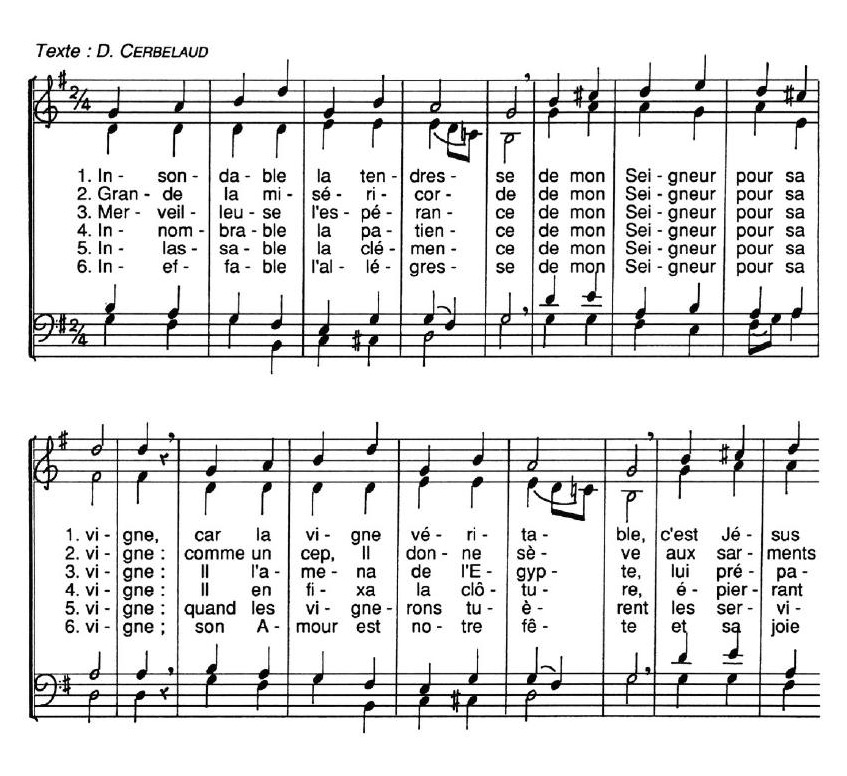 Texte : D. CERBELAUD
2/4
1. In - son - da - ble la ten - dres - se de mon Sei - gneur pour sa
2. Gran - de la mi - sé - ri - cor - de de mon Sei - gneur pour sa
3. Mer - veil - leu - se l'es - pé - ran - ce de mon Sei - gneur pour sa
4. In - nom - bra - ble la pa - tien - ce de mon Sei - gneur pour sa
5. In - las - sa - ble la clé - men - ce de mon Sei - gneur pour sa
6. In - ef - fa - ble l'al - lé - gres - se de mon Sei - gneur pour sa
2/4
1. vi - gne, car la vi - gne vé - ri - ta - ble, c'est Jé - sus
2. vi - gne : comme un cep, Il don - ne sè - ve aux sar - ments
3. vi - gne : Il l'a - me - na de l'E - gyp - te, lui pré - pa -
4. vi - gne : Il en fi - xa la clô - tu - re, é - pier - rant
5. vi - gne : quand les vi - gne - rons tu - è - rent les ser - vi -
6. vi - gne ; son A - mour est no - tre fê - te et sa joie